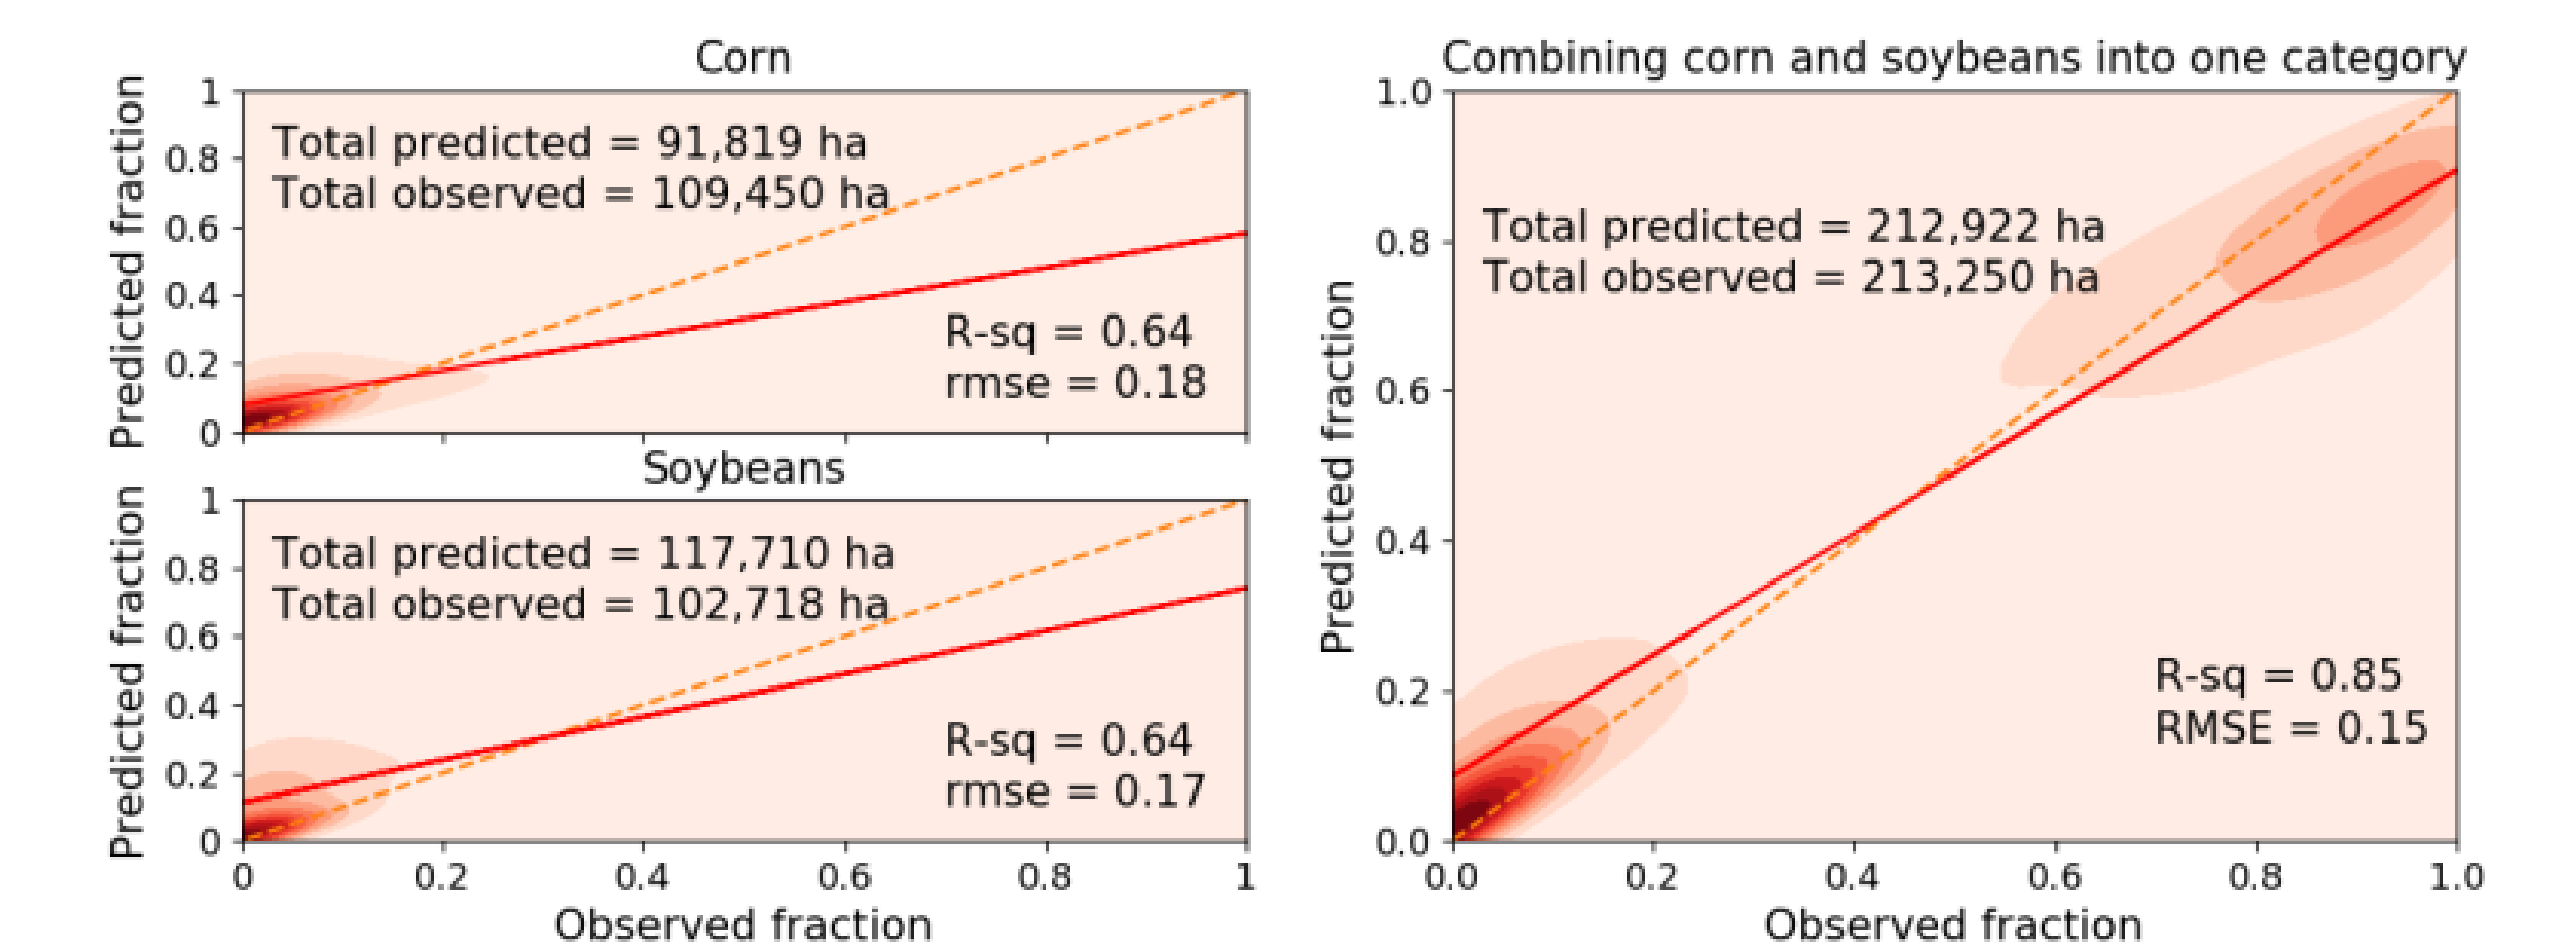 Corn
Predicted fraction
1
0.8
0.6
0.4
0.2
0
Total predicted = 91,819 ha
Total observed = 109,450 ha
R-sq = 0.64
rmse = 0.18
Soybeans
Predicted fraction
1
0.8
0.6
0.4
0.2
0
Total predicted = 117,710 ha
Total observed = 102,718 ha
R-sq = 0.64
rmse = 0.17
0 0.2 0.4 0.6 0.8 1
Observed fraction
Combining corn and soybeans into one category
Predicted fraction
1.0
0.8
0.6
0.4
0.2
0.0
Total predicted = 212,922 ha
Total observed = 213,250 ha
R-sq = 0.85
RMSE = 0.15
0.0 0.2 0.4 0.6 0.8 1.0
Observed fraction